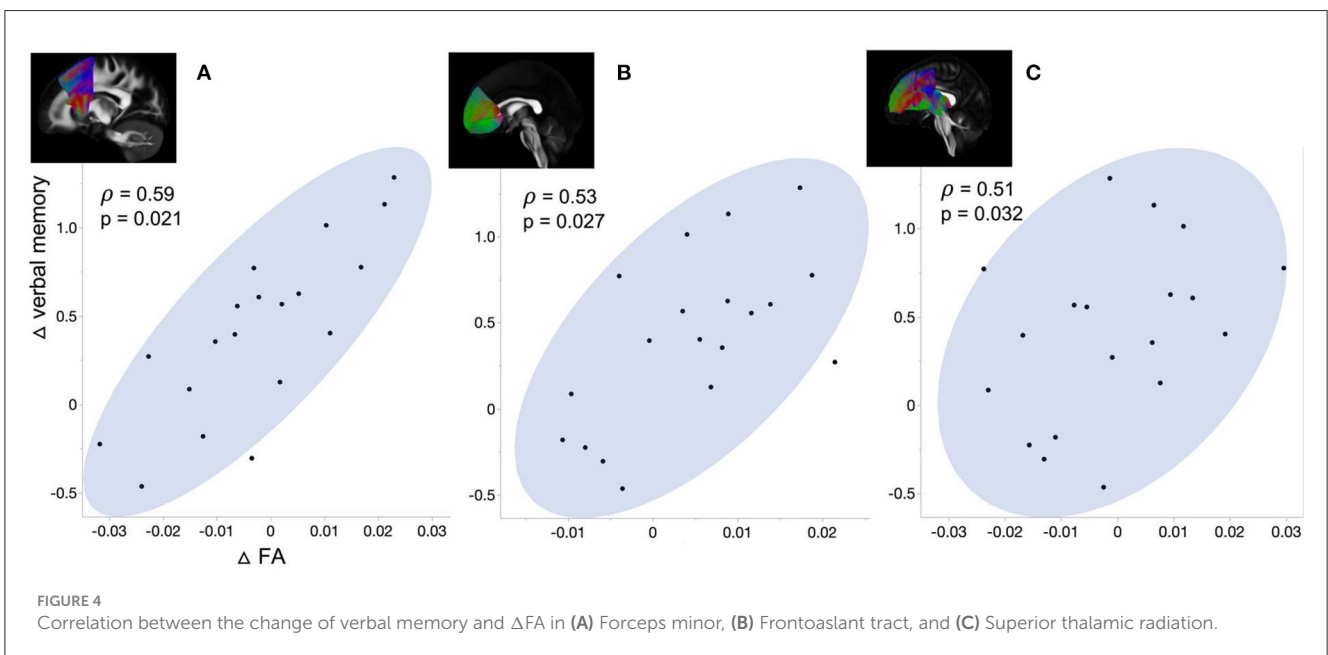 A
B
C
ρ = 0.59
p = 0.021
ρ = 0.53
p = 0.027
ρ = 0.51
p = 0.032
Δ verbal memory
1.0
0.5
0
-0.5
1.0
0.5
0
-0.5
1.0
0.5
0
-0.5
-0.03 -0.02 -0.01 0 0.01 0.02 0.03
-0.01 0 0.01 0.02
-0.03 -0.02 -0.01 0 0.01 0.02 0.03
Δ FA
FIGURE 4
Correlation between the change of verbal memory and ΔFA in (A) Forceps minor, (B) Frontoaslant tract, and (C) Superior thalamic radiation.